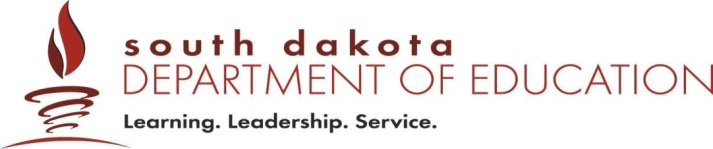 south dakota
DEPARTMENT OF EDUCATION
Learning. Leadership. Service.